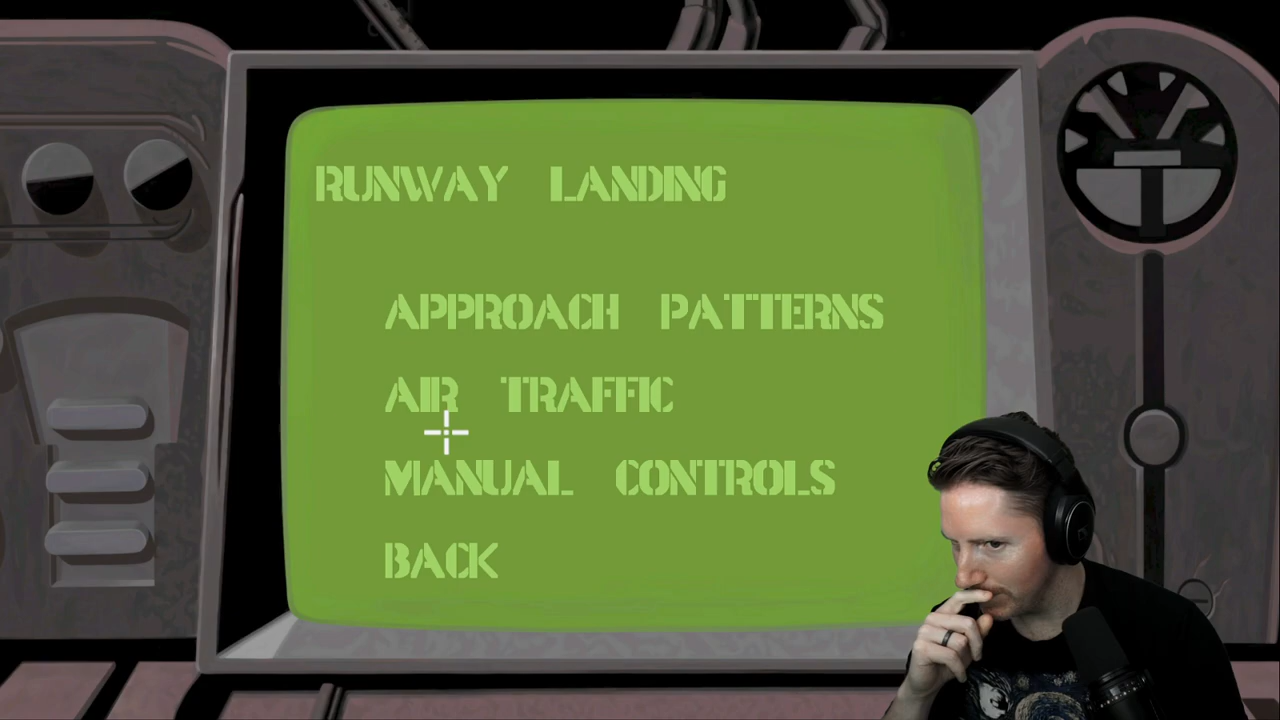 RUNWAY LANDING
APPROACH PATTERNS
AIR TRAFFIC
MANUAL CONTROLS
BACK